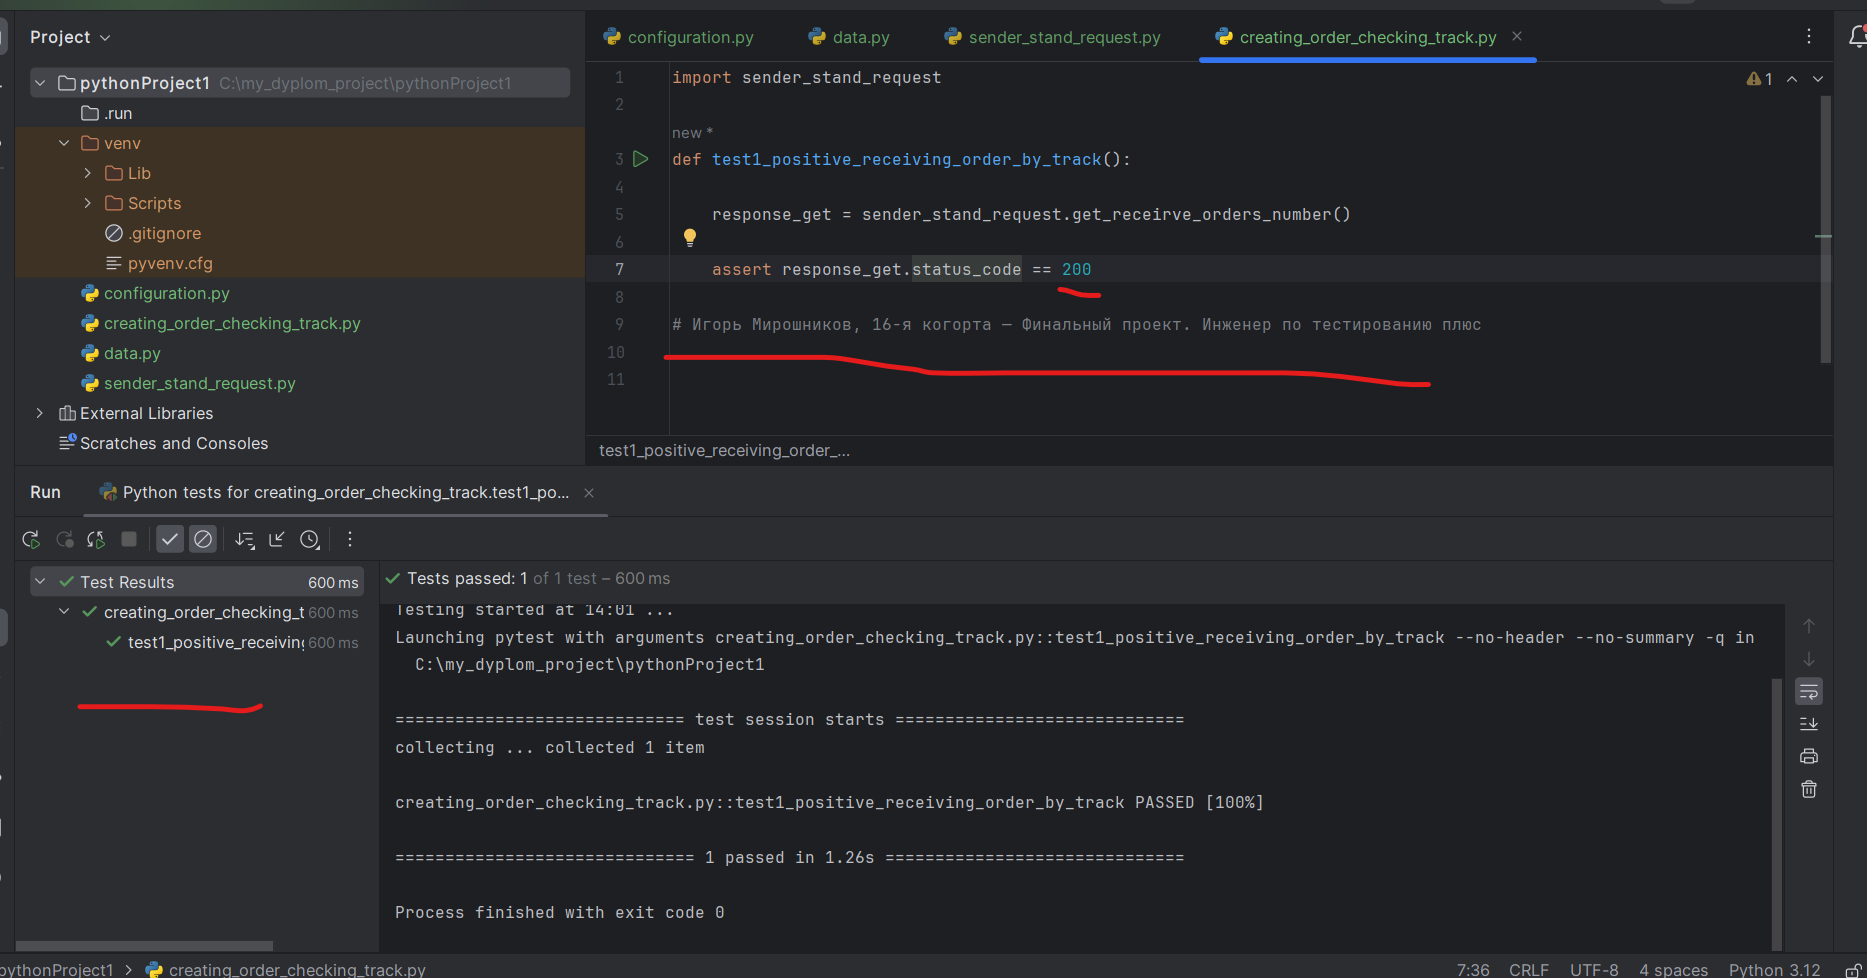 Project
pythonProject1 C:\my_dyplom_project\pythonProject1
.run
venv
Lib
Scripts
.gitignore
pyvenv.cfg
configuration.py
creating_order_checking_track.py
data.py
sender_stand_request.py
External Libraries
Scratches and Consoles
configuration.py data.py sender_stand_request.py creating_order_checking_track.py
1 import sender_stand_request
1
2
new *
3 def test1_positive_receiving_order_by_track():
4
5 response_get = sender_stand_request.get_receirve_orders_number()
6
7 assert response_get.status_code == 200
8
9 # Игорь Мирошников, 16-я когорта — Финальный проект. Инженер по тестированию плюс
10
11
test1_positive_receiving_order_...
Run Python tests for creating_order_checking_track.test1_po...
Test Results 600 ms
creating_order_checking_t 600 ms
test1_positive_receiving 600 ms
Tests passed: 1 of 1 test – 600 ms
Testing started at 14:01 ...
Launching pytest with arguments creating_order_checking_track.py::test1_positive_receiving_order_by_track --no-header --no-summary -q in
C:\my_dyplom_project\pythonProject1
============================ test session starts =============================
collecting ... collected 1 item
creating_order_checking_track.py::test1_positive_receiving_order_by_track PASSED [100%]
============================== 1 passed in 1.26s ==============================
Process finished with exit code 0
pythonProject1 > creating_order_checking_track.py 7:36 CRLF UTF-8 4 spaces Python 3.12